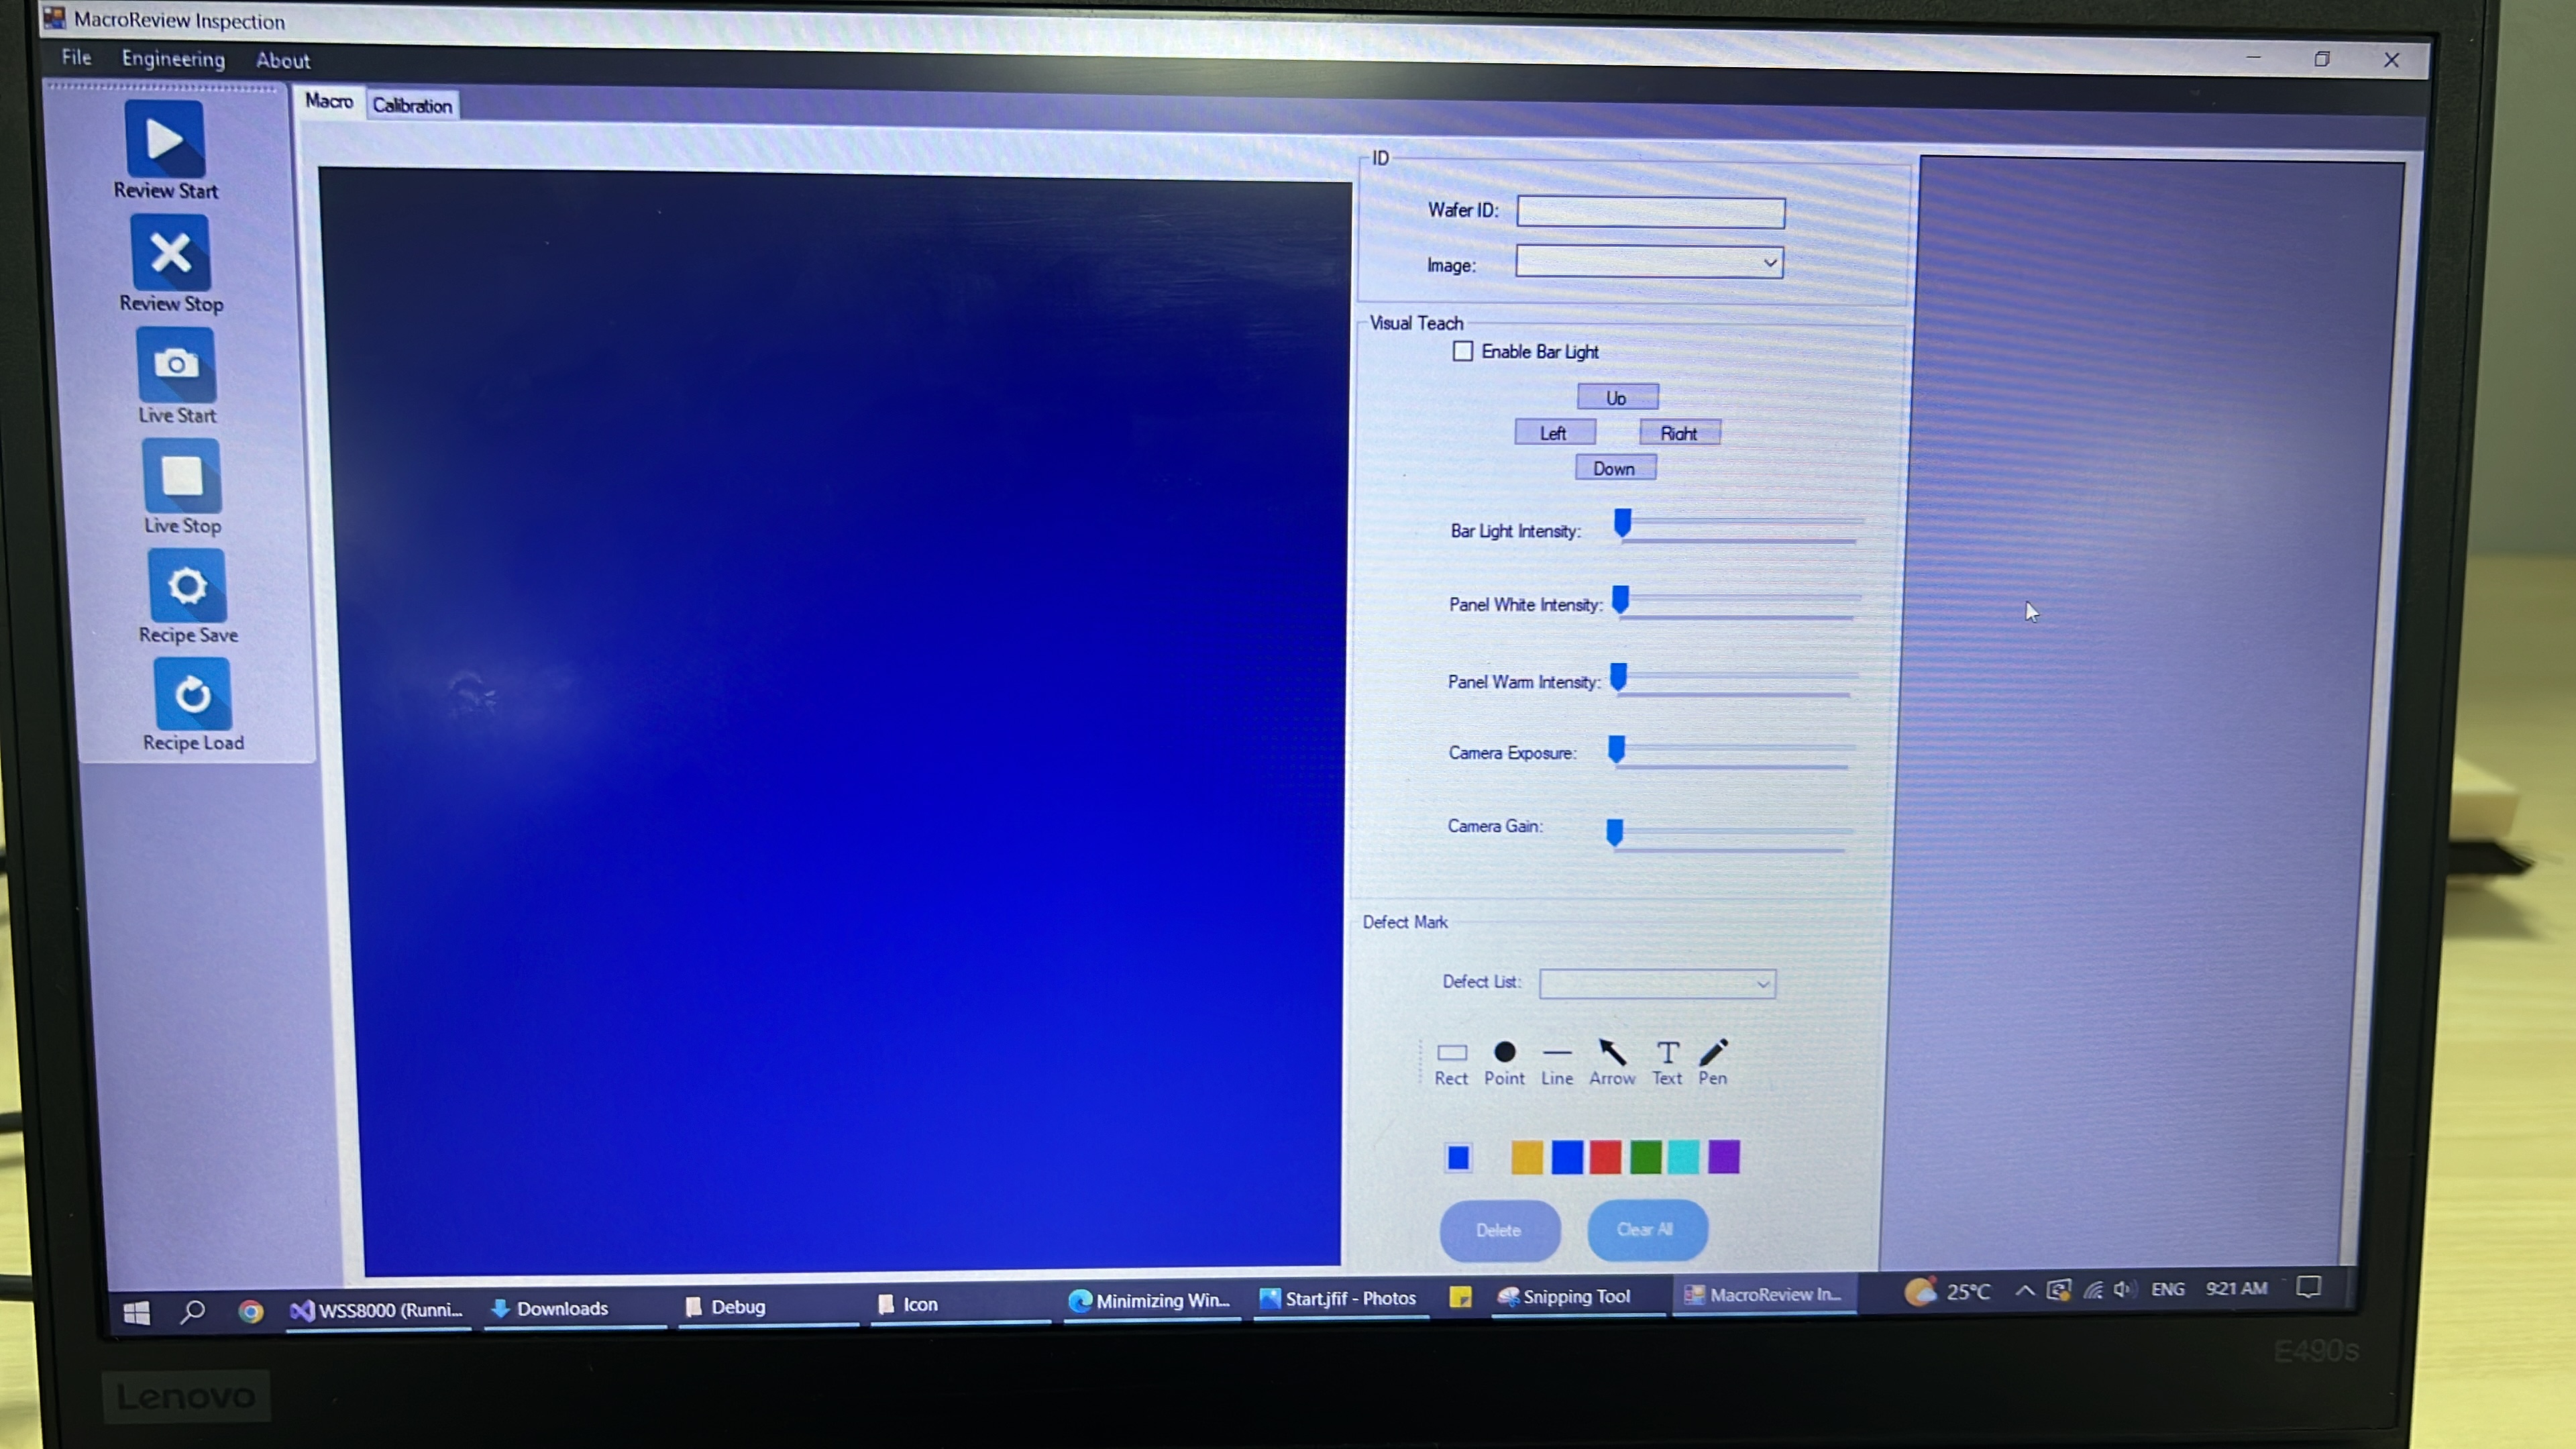 MacroReview Inspection
File Engineering About
Macro Calibration
Review Start
Review Stop
Live Start
Live Stop
Recipe Save
Recipe Load
ID
Wafer ID:
Image:
Visual Teach
Enable Bar Light
Up
Left Right
Down
Bar Light Intensity:
Panel White Intensity:
Panel Warm Intensity:
Camera Exposure:
Camera Gain:
Defect Mark
Defect List:
Rect Point Line Arrow Text Pen
Delete Clear All
WSS8000 (Runni... Downloads Debug Icon Minimizing Win... Start.jfif - Photos Snipping Tool MacroReview In... 25°C ENG 9:21 AM
Lenovo
E490s